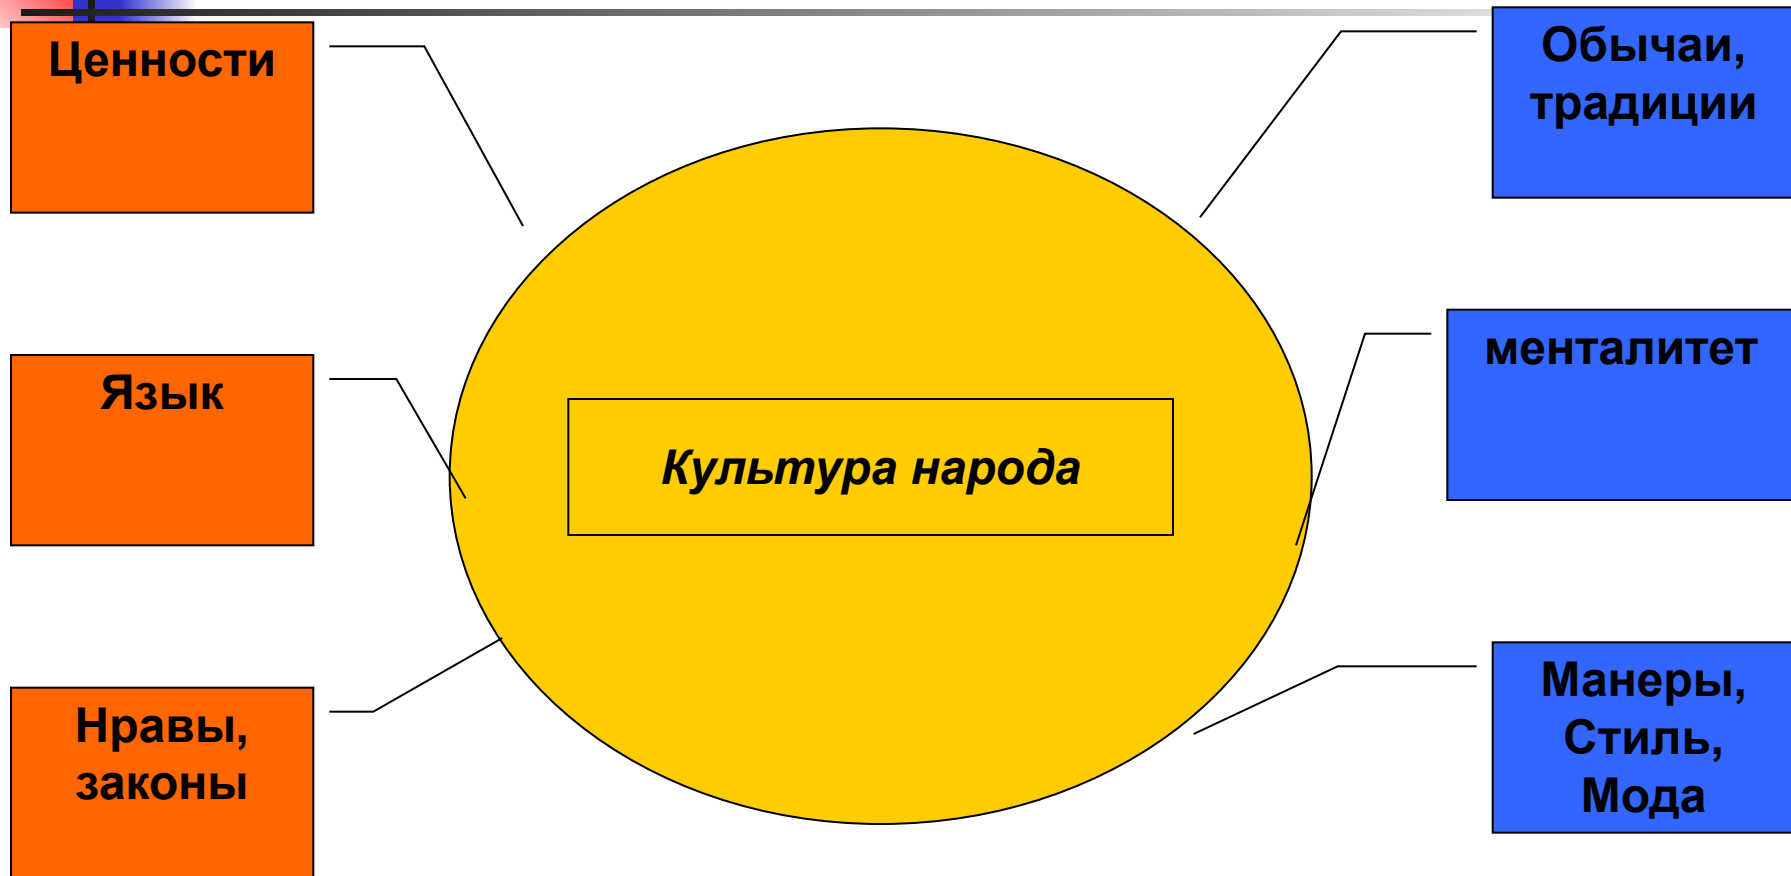 Ценности
Обычаи,
традиции
Язык
Культура народа
менталитет
Нравы,
законы
Манеры,
Стиль,
Мода